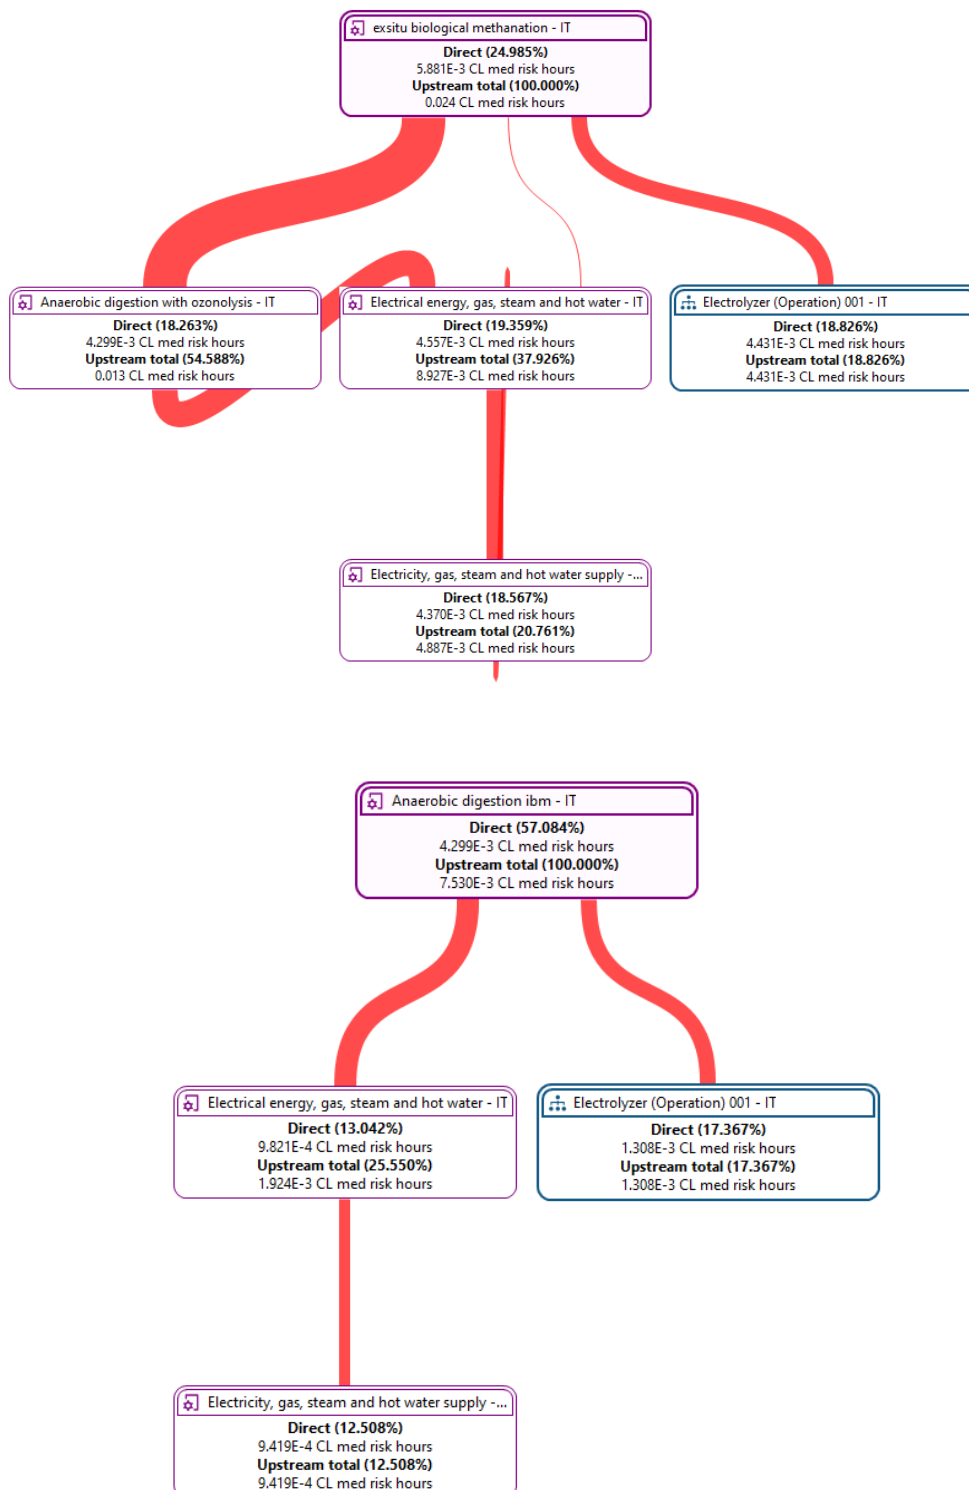 exsitu biological methanation - IT
Direct (24.985%)
5.881E-3 CL med risk hours
Upstream total (100.000%)
0.024 CL med risk hours
Anaerobic digestion with ozonolysis - IT
Direct (18.263%)
4.299E-3 CL med risk hours
Upstream total (54.588%)
0.013 CL med risk hours
Electrical energy, gas, steam and hot water - IT
Direct (19.359%)
4.557E-3 CL med risk hours
Upstream total (37.926%)
8.927E-3 CL med risk hours
Electrolyzer (Operation) 001 - IT
Direct (18.826%)
4.431E-3 CL med risk hours
Upstream total (18.826%)
4.431E-3 CL med risk hours
Electricity, gas, steam and hot water supply -...
Direct (18.567%)
4.370E-3 CL med risk hours
Upstream total (20.761%)
4.887E-3 CL med risk hours
Anaerobic digestion ibm - IT
Direct (57.084%)
4.299E-3 CL med risk hours
Upstream total (100.000%)
7.530E-3 CL med risk hours
Electrical energy, gas, steam and hot water - IT
Direct (13.042%)
9.821E-4 CL med risk hours
Upstream total (25.550%)
1.924E-3 CL med risk hours
Electrolyzer (Operation) 001 - IT
Direct (17.367%)
1.308E-3 CL med risk hours
Upstream total (17.367%)
1.308E-3 CL med risk hours
Electricity, gas, steam and hot water supply -...
Direct (12.508%)
9.419E-4 CL med risk hours
Upstream total (12.508%)
9.419E-4 CL med risk hours